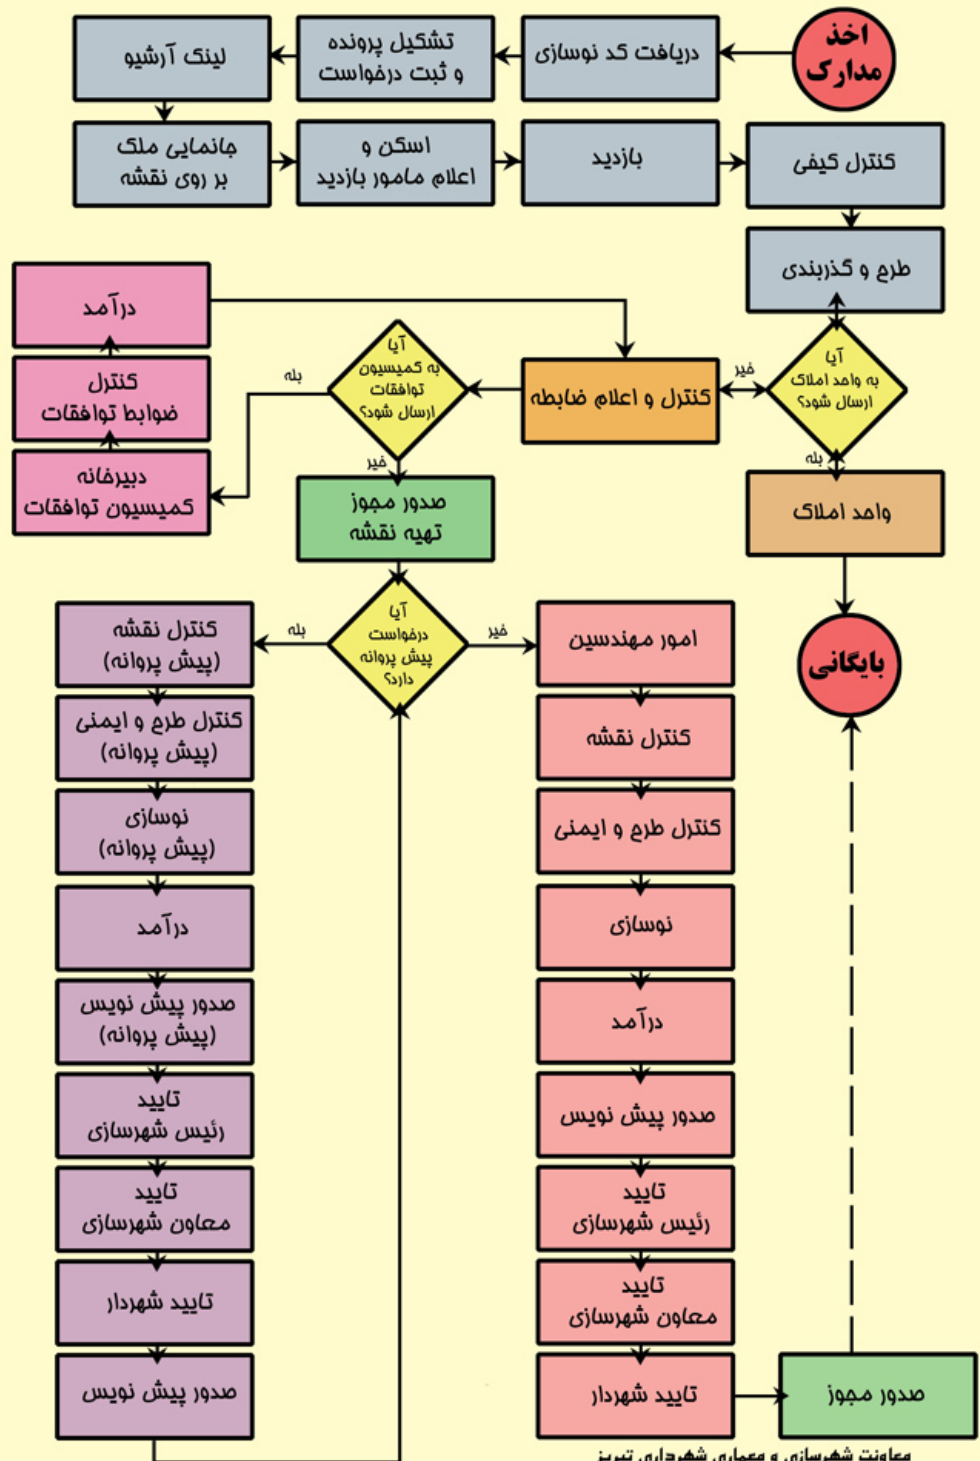 اخذ
مدارک
دریافت کد نوسازی
تشکیل پرونده
و ثبت درخواست
لینک آرشیو
جانمایی ملک
بر روی نقشه
اسکن و
اعلام مامور بازدید
بازدید
کنترل کیفی
طرح و گذربندی
آیا
به واحد املاک
ارسال شود؟
خیر
بله
واحد املاک
بایگانی
کنترل و اعلام ضابطه
آیا
به کمیسیون
توافقات
ارسال شود؟
بله
خیر
دبیرخانه
کمیسیون توافقات
کنترل
ضوابط توافقات
درآمد
صدور مجوز
تهیه نقشه
آیا
درخواست
پیش پروانه
دارد؟
خیر
بله
امور مهندسین
کنترل نقشه
کنترل طرح و ایمنی
نوسازی
درآمد
صدور پیش نویس
تایید
رئیس شهرسازی
تایید
معاون شهرسازی
تایید شهردار
صدور مجوز
کنترل نقشه
(پیش پروانه)
کنترل طرح و ایمنی
(پیش پروانه)
نوسازی
(پیش پروانه)
درآمد
صدور پیش نویس
(پیش پروانه)
تایید
رئیس شهرسازی
تایید
معاون شهرسازی
تایید شهردار
صدور پیش نویس
معاونت شهرسازی و معماری شهرداری تبریز